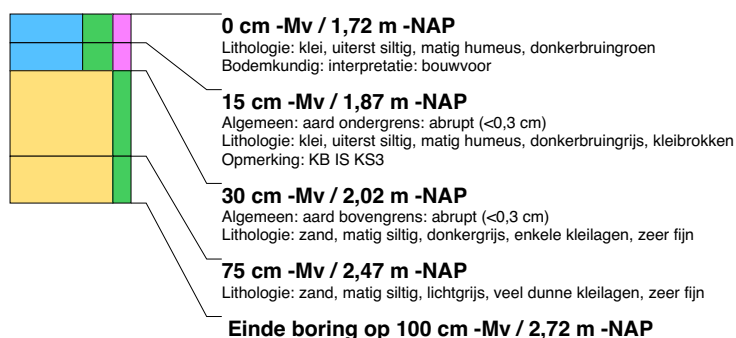 0 cm -Mv / 1,72 m -NAP
Lithologie: klei, uiterst siltig, matig humeus, donkerbruingroen
Bodemkundig: interpretatie: bouwvoor
15 cm -Mv / 1,87 m -NAP
Algemeen: aard ondergrens: abrupt (<0,3 cm)
Lithologie: klei, uiterst siltig, matig humeus, donkerbruingrijs, kleibrokken
Opmerking: KB IS KS3
30 cm -Mv / 2,02 m -NAP
Algemeen: aard bovengrens: abrupt (<0,3 cm)
Lithologie: zand, matig siltig, donkergrijs, enkele kleilagen, zeer fijn
75 cm -Mv / 2,47 m -NAP
Lithologie: zand, matig siltig, lichtgrijs, veel dunne kleilagen, zeer fijn
Einde boring op 100 cm -Mv / 2,72 m -NAP